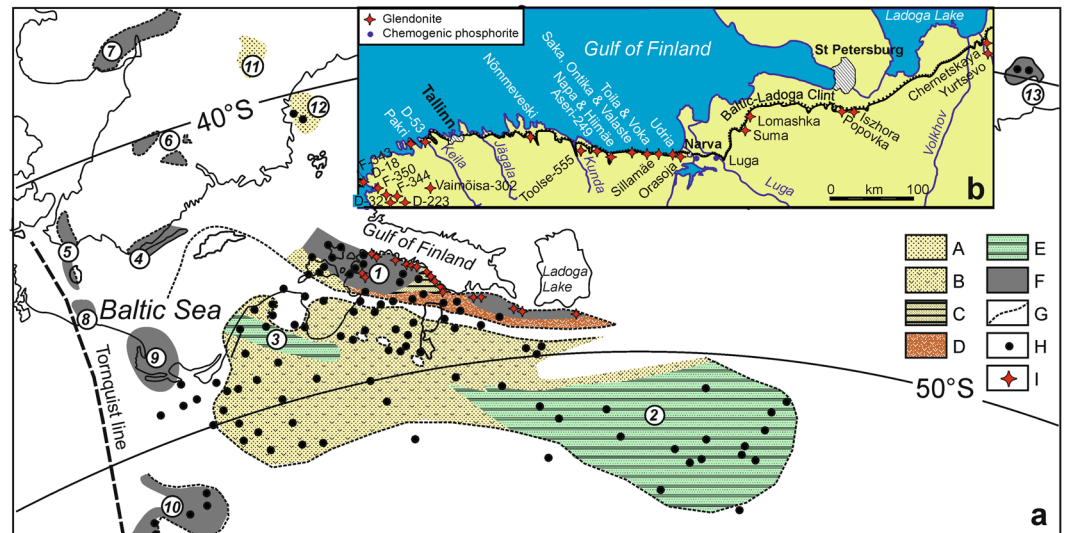 Glendonite
Chemogenic phosphorite
Ladoga Lake
Gulf of Finland
St Petersburg
Chernetskaya
Yurtsevo
Baltic-Ladoga Clint
Lomashka
Suma
Iszhora
Popovka
Volkhov
Saka, Ontika & Valaste
Toila & Voka
Napa & Hiimäe
Aseri-249
Nõmmeveski
Udria
Narva
Luga
Luga
Tallinn
D-53
Pakri
Keila
Jägala
Toolse-555
Kunda
Sillamäe
Orasoja
F-343
D-18
F-350
F-344
Vaimõisa-302
D-32
D-223
0 km 100
b
7
11
12
13
40°S
6
5
4
Gulf of Finland
1
Ladoga
Lake
Baltic Sea
8
3
9
Tornquist line
2
50°S
10
A
B
C
D
E
F
G
H
I
a